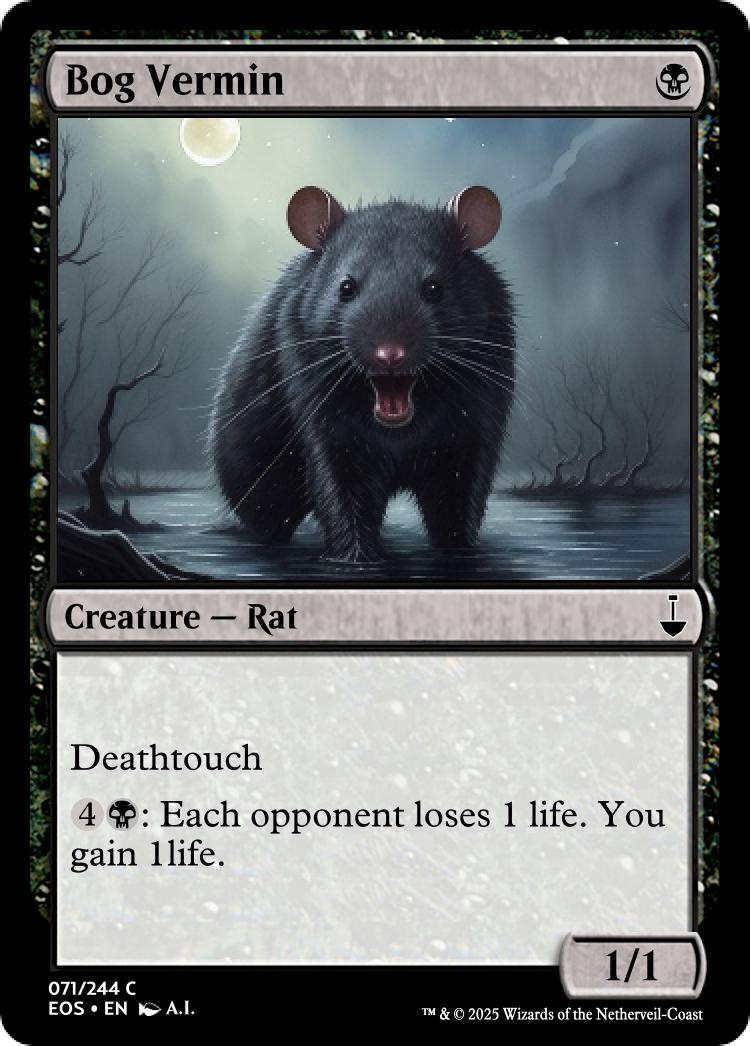 Bog Vermin
Creature — Rat
Deathtouch
4: Each opponent loses 1 life. You
gain 1life.
1/1
071/244 C
EOS • EN A.I.
™ & © 2025 Wizards of the Netherveil-Coast